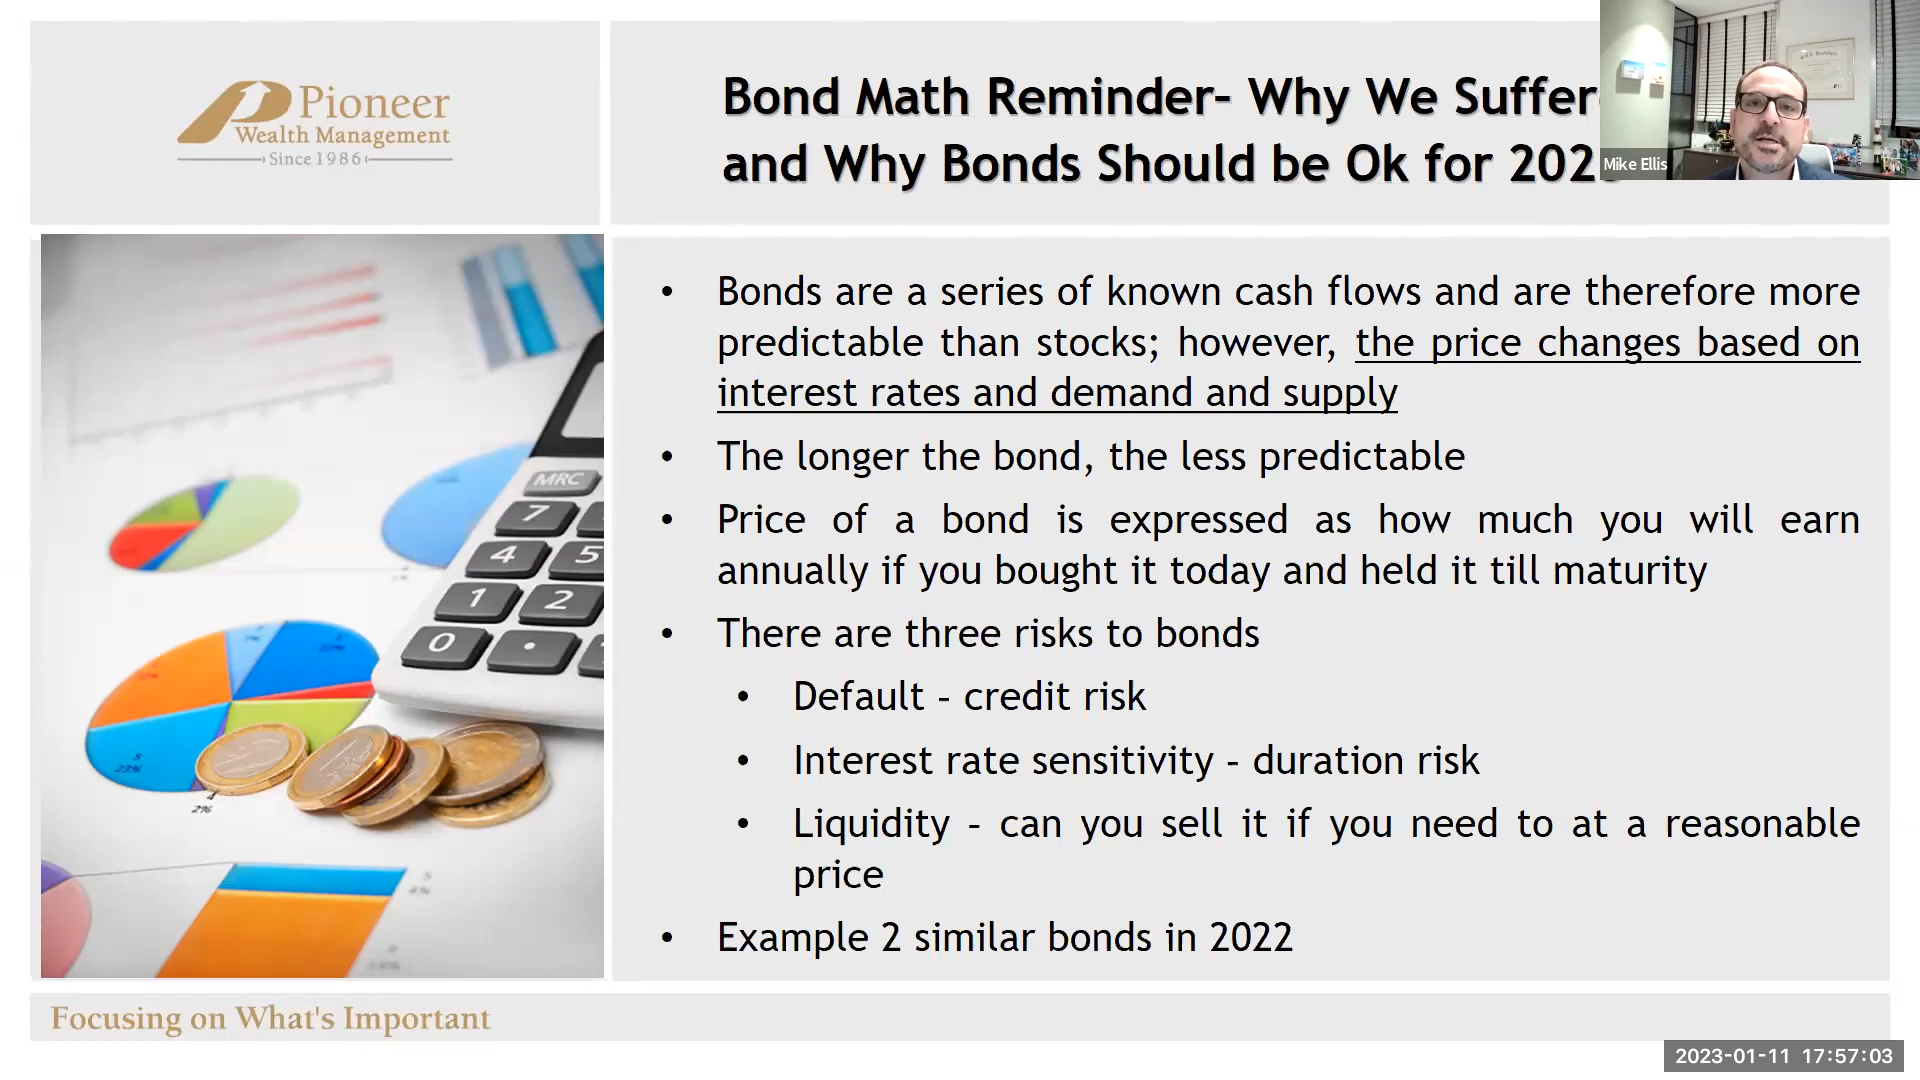 Pioneer
Wealth Management
Since 1986
Bond Math Reminder– Why We Suffer
and Why Bonds Should be Ok for 202
Mike Ellis
• Bonds are a series of known cash flows and are therefore more
predictable than stocks; however, the price changes based on
interest rates and demand and supply
• The longer the bond, the less predictable
• Price of a bond is expressed as how much you will earn
annually if you bought it today and held it till maturity
• There are three risks to bonds
• Default – credit risk
• Interest rate sensitivity – duration risk
• Liquidity – can you sell it if you need to at a reasonable
price
• Example 2 similar bonds in 2022
MRC
7
4 5
1 2
0 .
23%
2%
Focusing on What's Important
2023-01-11 17:57:03